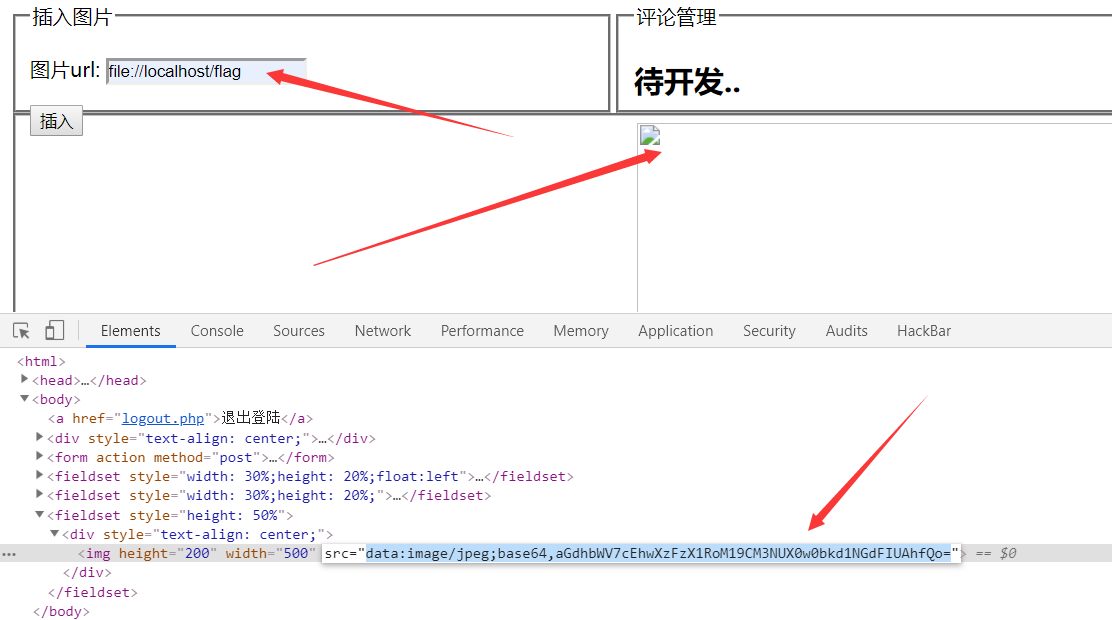 插入图片
评论管理
图片url: file://localhost/flag
待开发..
插入
Elements Console Sources Network Performance Memory Application Security Audits HackBar
<html>
<head>…</head>
<body>
<a href="logout.php">退出登陆</a>
<div style="text-align: center;">…</div>
<form action method="post">…</form>
<fieldset style="width: 30%;height: 20%;float:left">…</fieldset>
<fieldset style="width: 30%;height: 20%;">…</fieldset>
<fieldset style="height: 50%">
<div style="text-align: center;">
... <img height="200" width="500" src="data:image/jpeg;base64,aGdhbWV7cEhwXzFzX1RoM19CM3NUX0w0bkd1NGdFIUAhfQo="> == $0
</div>
</fieldset>
</body>